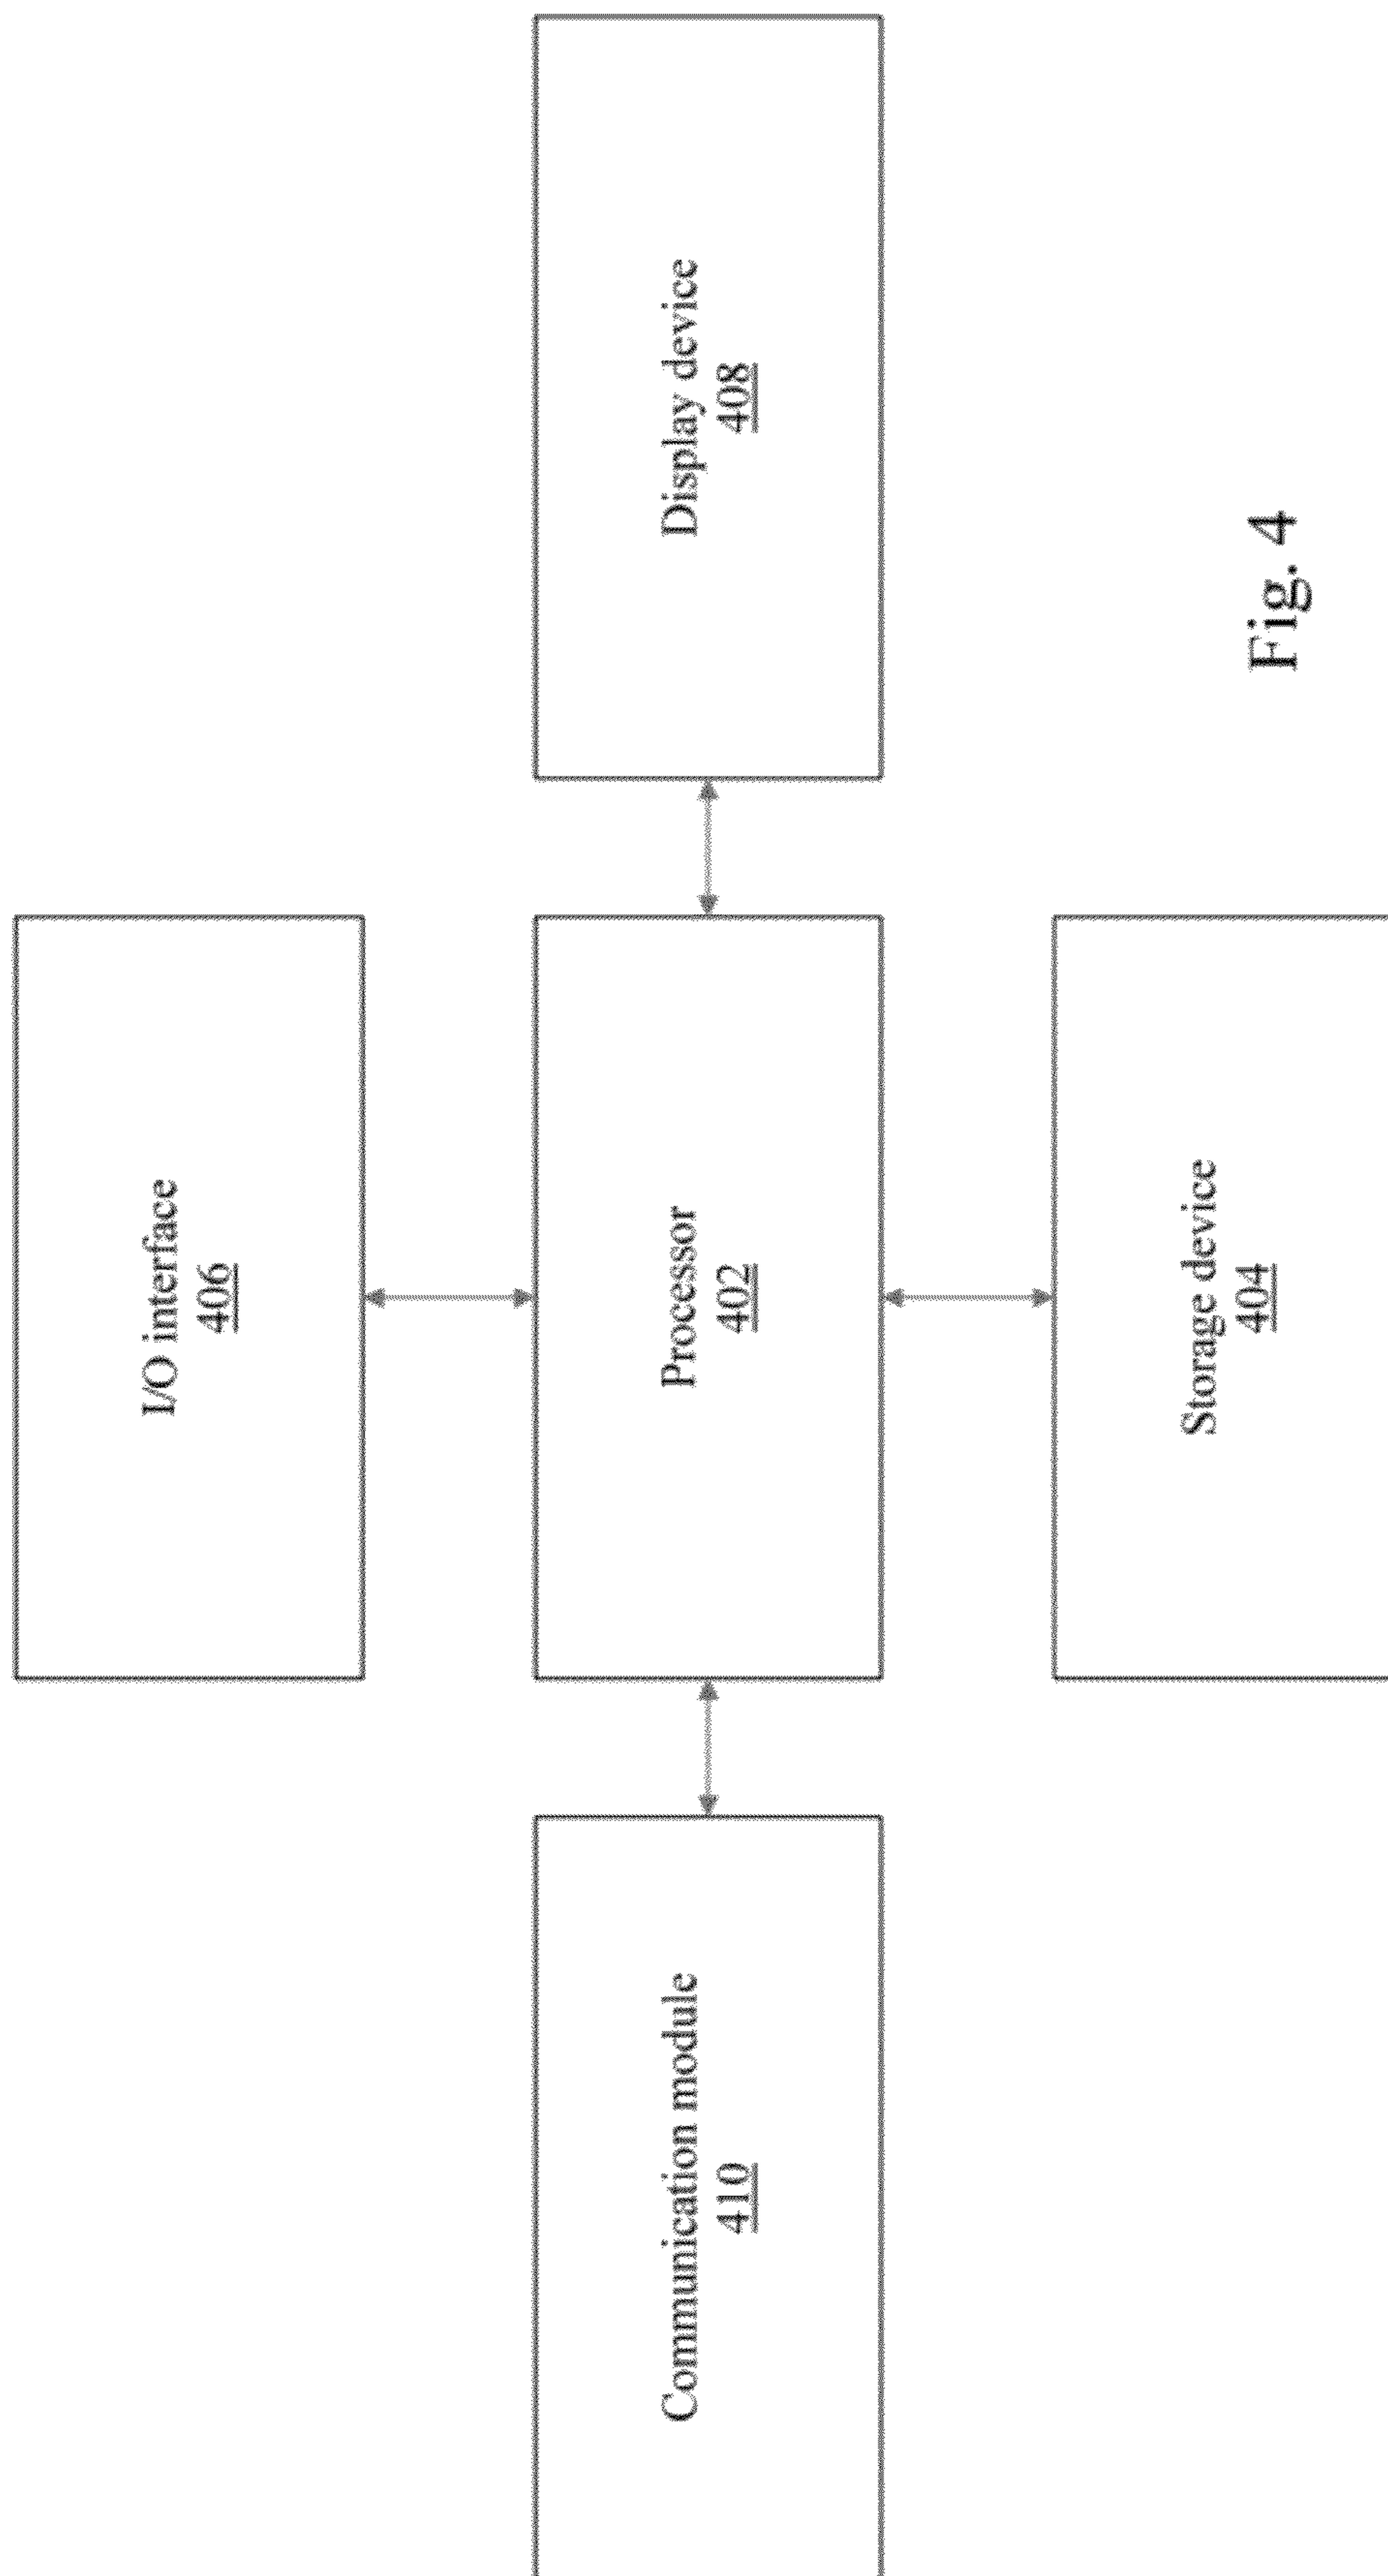 I/O interface
406
Communication module
410
Processor
402
Display device
408
Storage device
404
Fig. 4